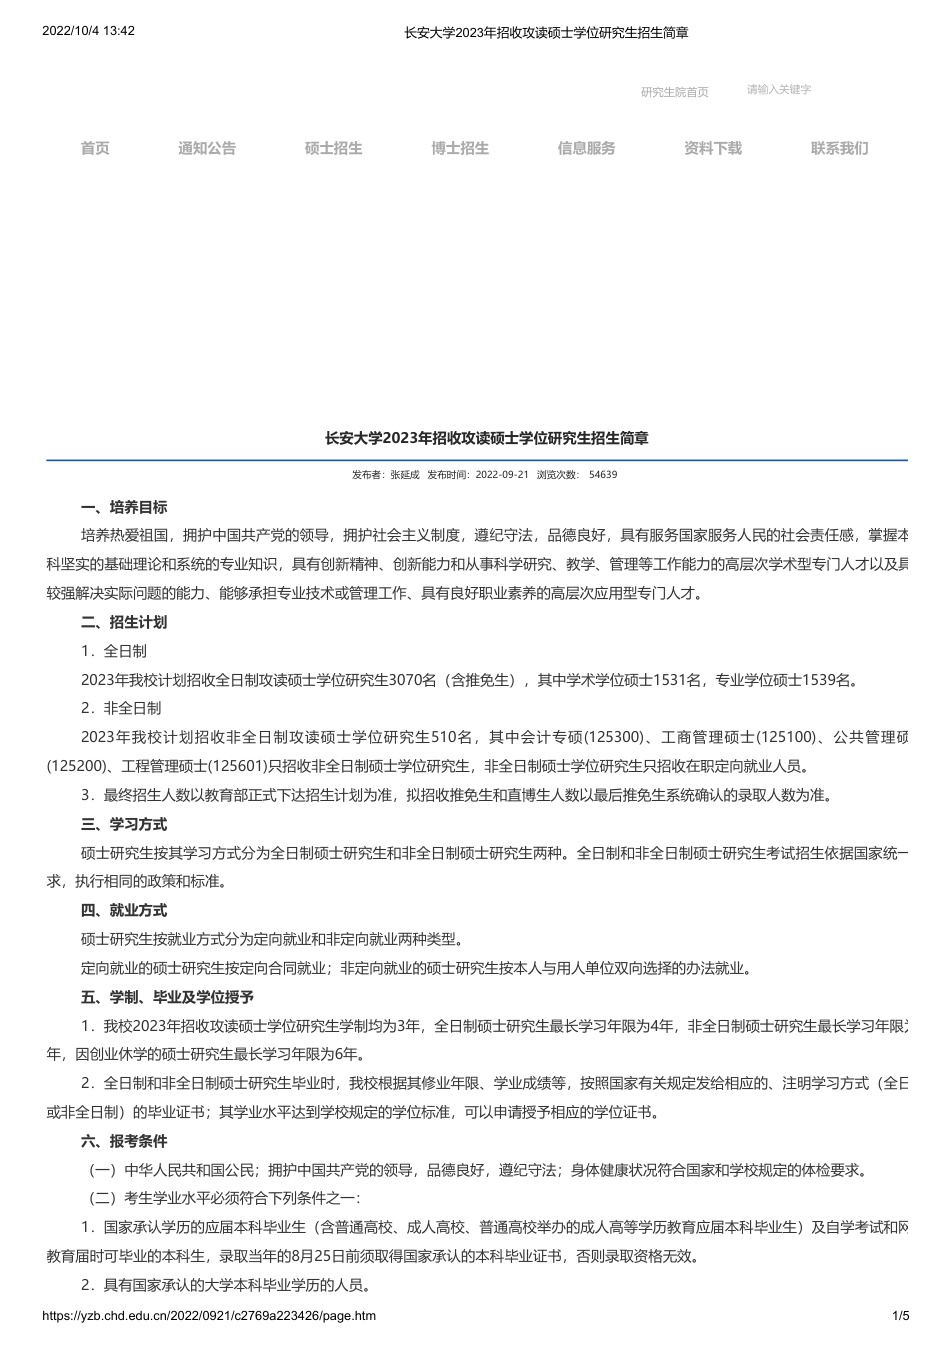 2022/10/4 13:42 长安大学2023年招收攻读硕士学位研究生招生简章
研究生院首页 请输入关键字
首页 通知公告 硕士招生 博士招生 信息服务 资料下载 联系我们
长安大学2023年招收攻读硕士学位研究生招生简章
发布者：张延成 发布时间：2022-09-21 浏览次数： 54639
一、培养目标
培养热爱祖国，拥护中国共产党的领导，拥护社会主义制度，遵纪守法，品德良好，具有服务国家服务人民的社会责任感，掌握本
科坚实的基础理论和系统的专业知识，具有创新精神、创新能力和从事科学研究、教学、管理等工作能力的高层次学术型专门人才以及具
较强解决实际问题的能力、能够承担专业技术或管理工作、具有良好职业素养的高层次应用型专门人才。
二、招生计划
1．全日制
2023年我校计划招收全日制攻读硕士学位研究生3070名（含推免生），其中学术学位硕士1531名，专业学位硕士1539名。
2．非全日制
2023年我校计划招收非全日制攻读硕士学位研究生510名，其中会计专硕(125300)、工商管理硕士(125100)、公共管理硕
(125200)、工程管理硕士(125601)只招收非全日制硕士学位研究生，非全日制硕士学位研究生只招收在职定向就业人员。
3．最终招生人数以教育部正式下达招生计划为准，拟招收推免生和直博生人数以最后推免生系统确认的录取人数为准。
三、学习方式
硕士研究生按其学习方式分为全日制硕士研究生和非全日制硕士研究生两种。全日制和非全日制硕士研究生考试招生依据国家统一
求，执行相同的政策和标准。
四、就业方式
硕士研究生按就业方式分为定向就业和非定向就业两种类型。
定向就业的硕士研究生按定向合同就业；非定向就业的硕士研究生按本人与用人单位双向选择的办法就业。
五、学制、毕业及学位授予
1．我校2023年招收攻读硕士学位研究生学制均为3年，全日制硕士研究生最长学习年限为4年，非全日制硕士研究生最长学习年限
年，因创业休学的硕士研究生最长学习年限为6年。
2．全日制和非全日制硕士研究生毕业时，我校根据其修业年限、学业成绩等，按照国家有关规定发给相应的、注明学习方式（全日
或非全日制）的毕业证书；其学业水平达到学校规定的学位标准，可以申请授予相应的学位证书。
六、报考条件
（一）中华人民共和国公民；拥护中国共产党的领导，品德良好，遵纪守法；身体健康状况符合国家和学校规定的体检要求。
（二）考生学业水平必须符合下列条件之一：
1．国家承认学历的应届本科毕业生（含普通高校、成人高校、普通高校举办的成人高等学历教育应届本科毕业生）及自学考试和网
教育届时可毕业的本科生，录取当年的8月25日前须取得国家承认的本科毕业证书，否则录取资格无效。
2．具有国家承认的大学本科毕业学历的人员。
https://yzb.chd.edu.cn/2022/0921/c2769a223426/page.htm 1/5